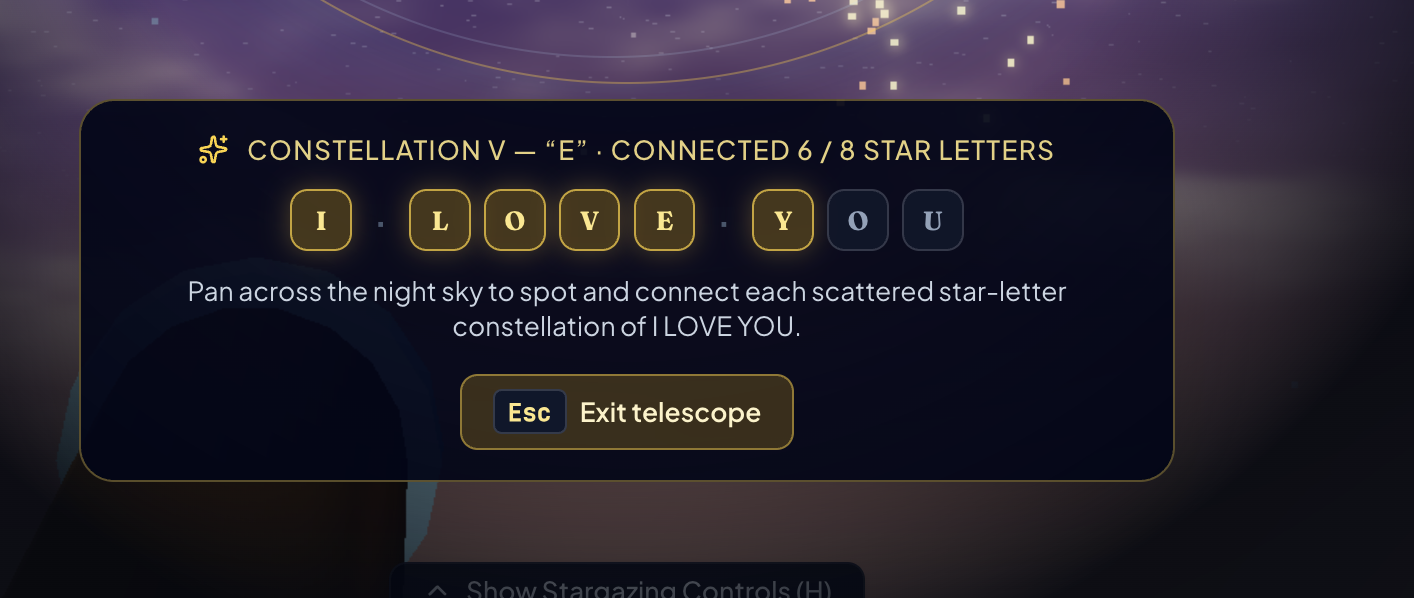 CONSTELLATION V — “E” · CONNECTED 6 / 8 STAR LETTERS
I · L O V E · Y O U
Pan across the night sky to spot and connect each scattered star-letter
constellation of I LOVE YOU.
Esc Exit telescope
Show Stargazing Controls (H)